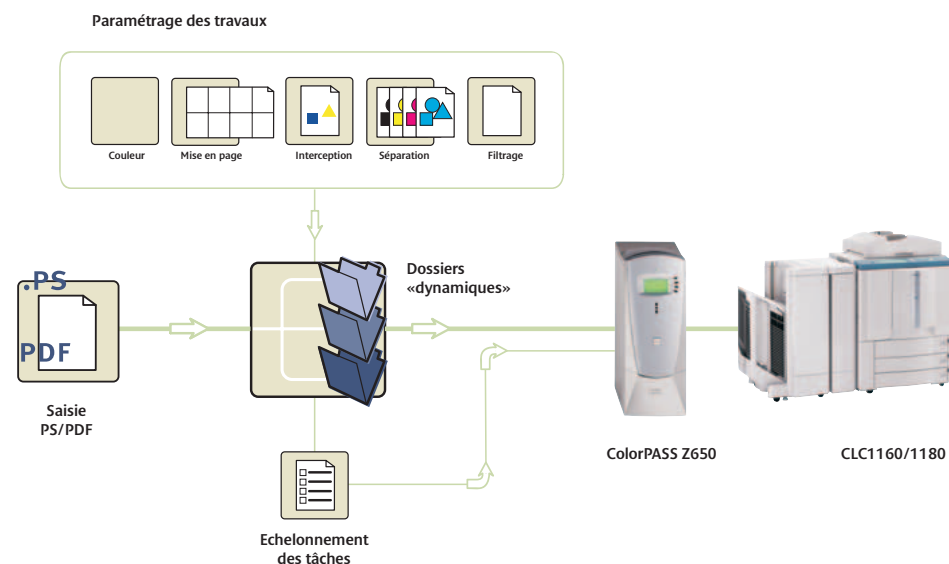 Paramétrage des travaux
Couleur
Mise en page
Interception
Séparation
Filtrage
.PS
PDF
Saisie
PS/PDF
Dossiers
«dynamiques»
Echelonnement
des tâches
ColorPASS Z650
CLC1160/1180